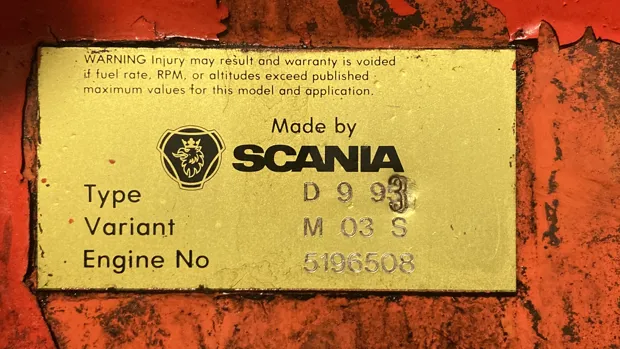 WARNING Injury may result and warranty is voided
if fuel rate, RPM, or altitudes exceed published
maximum values for this model and application.
Made by
SCANIA
Type D 9 93
Variant M 03 S
Engine No 5196508